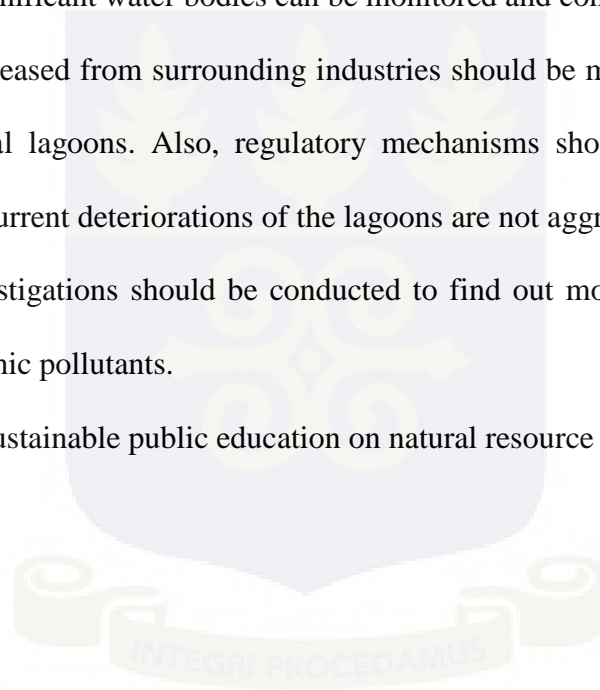 nificant water bodies can be monitored and con
eased from surrounding industries should be m
al lagoons. Also, regulatory mechanisms sho
urrent deteriorations of the lagoons are not aggr
stigations should be conducted to find out mo
nic pollutants.
ustainable public education on natural resource
INTEGRI PROCEDAMUS